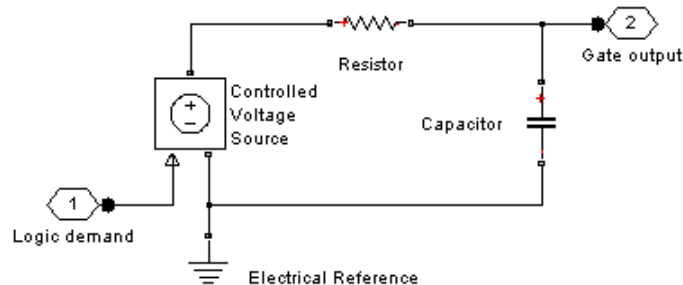 2
Gate output
Resistor
Controlled
Voltage
Source
Capacitor
1
Logic demand
Electrical Reference